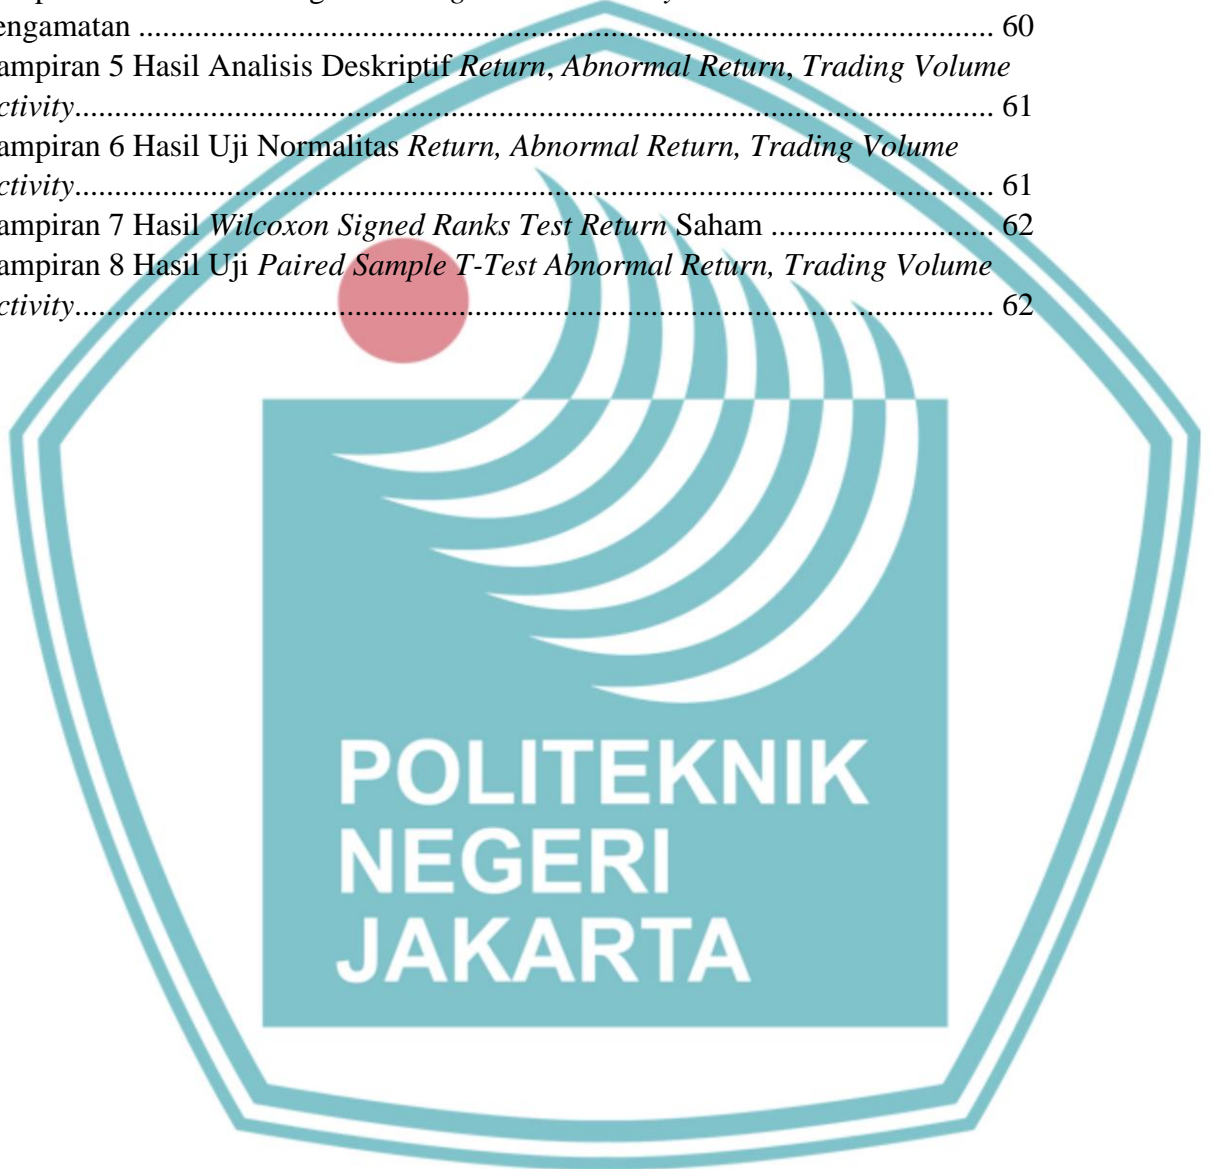 engamatan ........................................................................................................ 60
ampiran 5 Hasil Analisis Deskriptif Return, Abnormal Return, Trading Volume
ctivity................................................................................................................ 61
ampiran 6 Hasil Uji Normalitas Return, Abnormal Return, Trading Volume
ctivity................................................................................................................ 61
ampiran 7 Hasil Wilcoxon Signed Ranks Test Return Saham ........................... 62
ampiran 8 Hasil Uji Paired Sample T-Test Abnormal Return, Trading Volume
ctivity................................................................................................................ 62
POLITEKNIK
NEGERI
JAKARTA